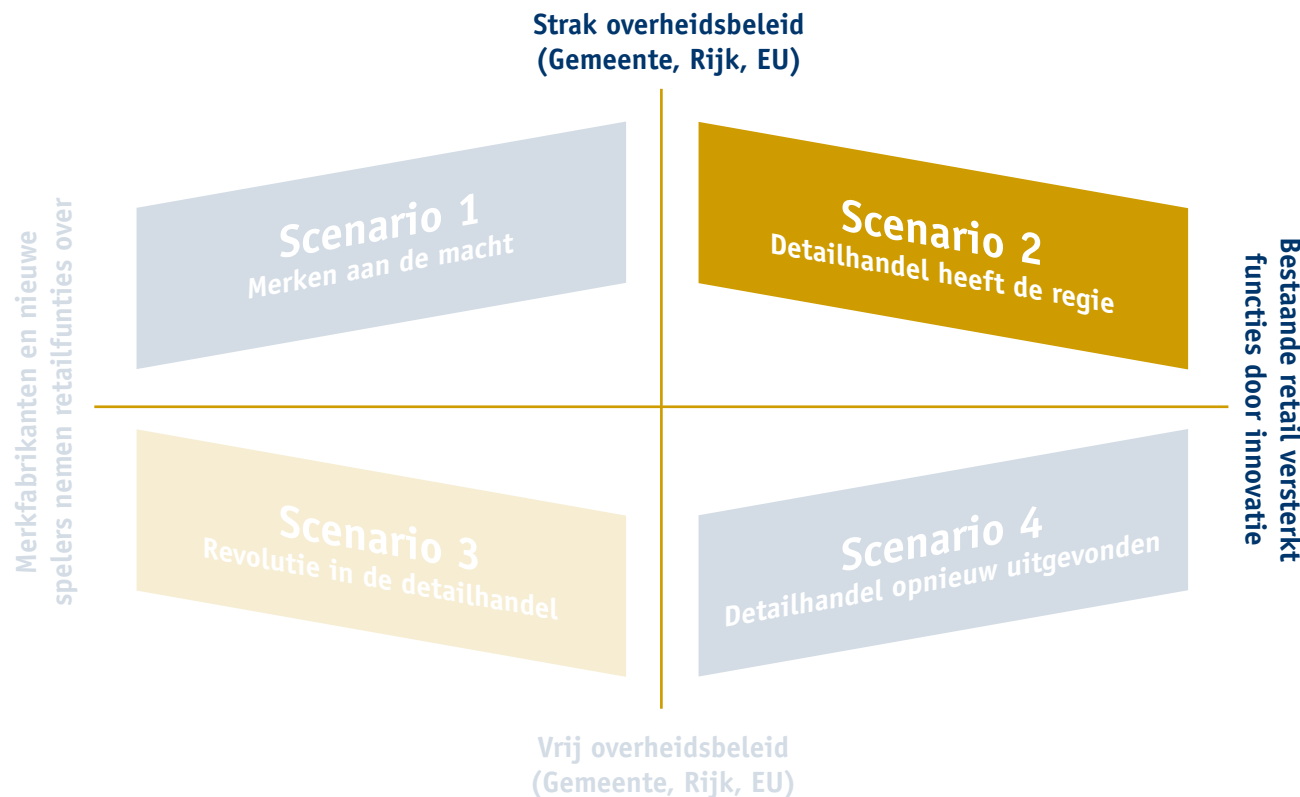 Strak overheidsbeleid
(Gemeente, Rijk, EU)
Merkfabrikanten en nieuwe
spelers nemen retailfunties over
Scenario 1
Merken aan de macht
Scenario 2
Detailhandel heeft de regie
Bestaande retail versterkt
functies door innovatie
Scenario 3
Revolutie in de detailhandel
Scenario 4
Detailhandel opnieuw uitgevonden
Vrij overheidsbeleid
(Gemeente, Rijk, EU)